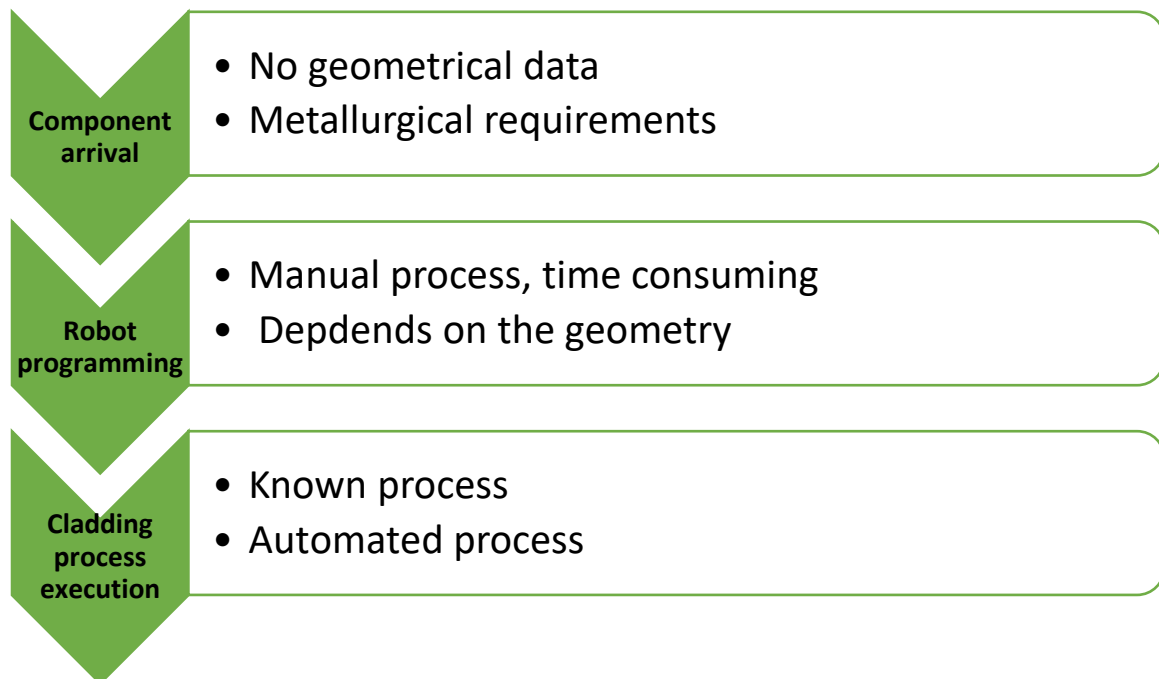 Component
arrival
• No geometrical data
• Metallurgical requirements
Robot
programming
• Manual process, time consuming
• Depdends on the geometry
Cladding
process
execution
• Known process
• Automated process